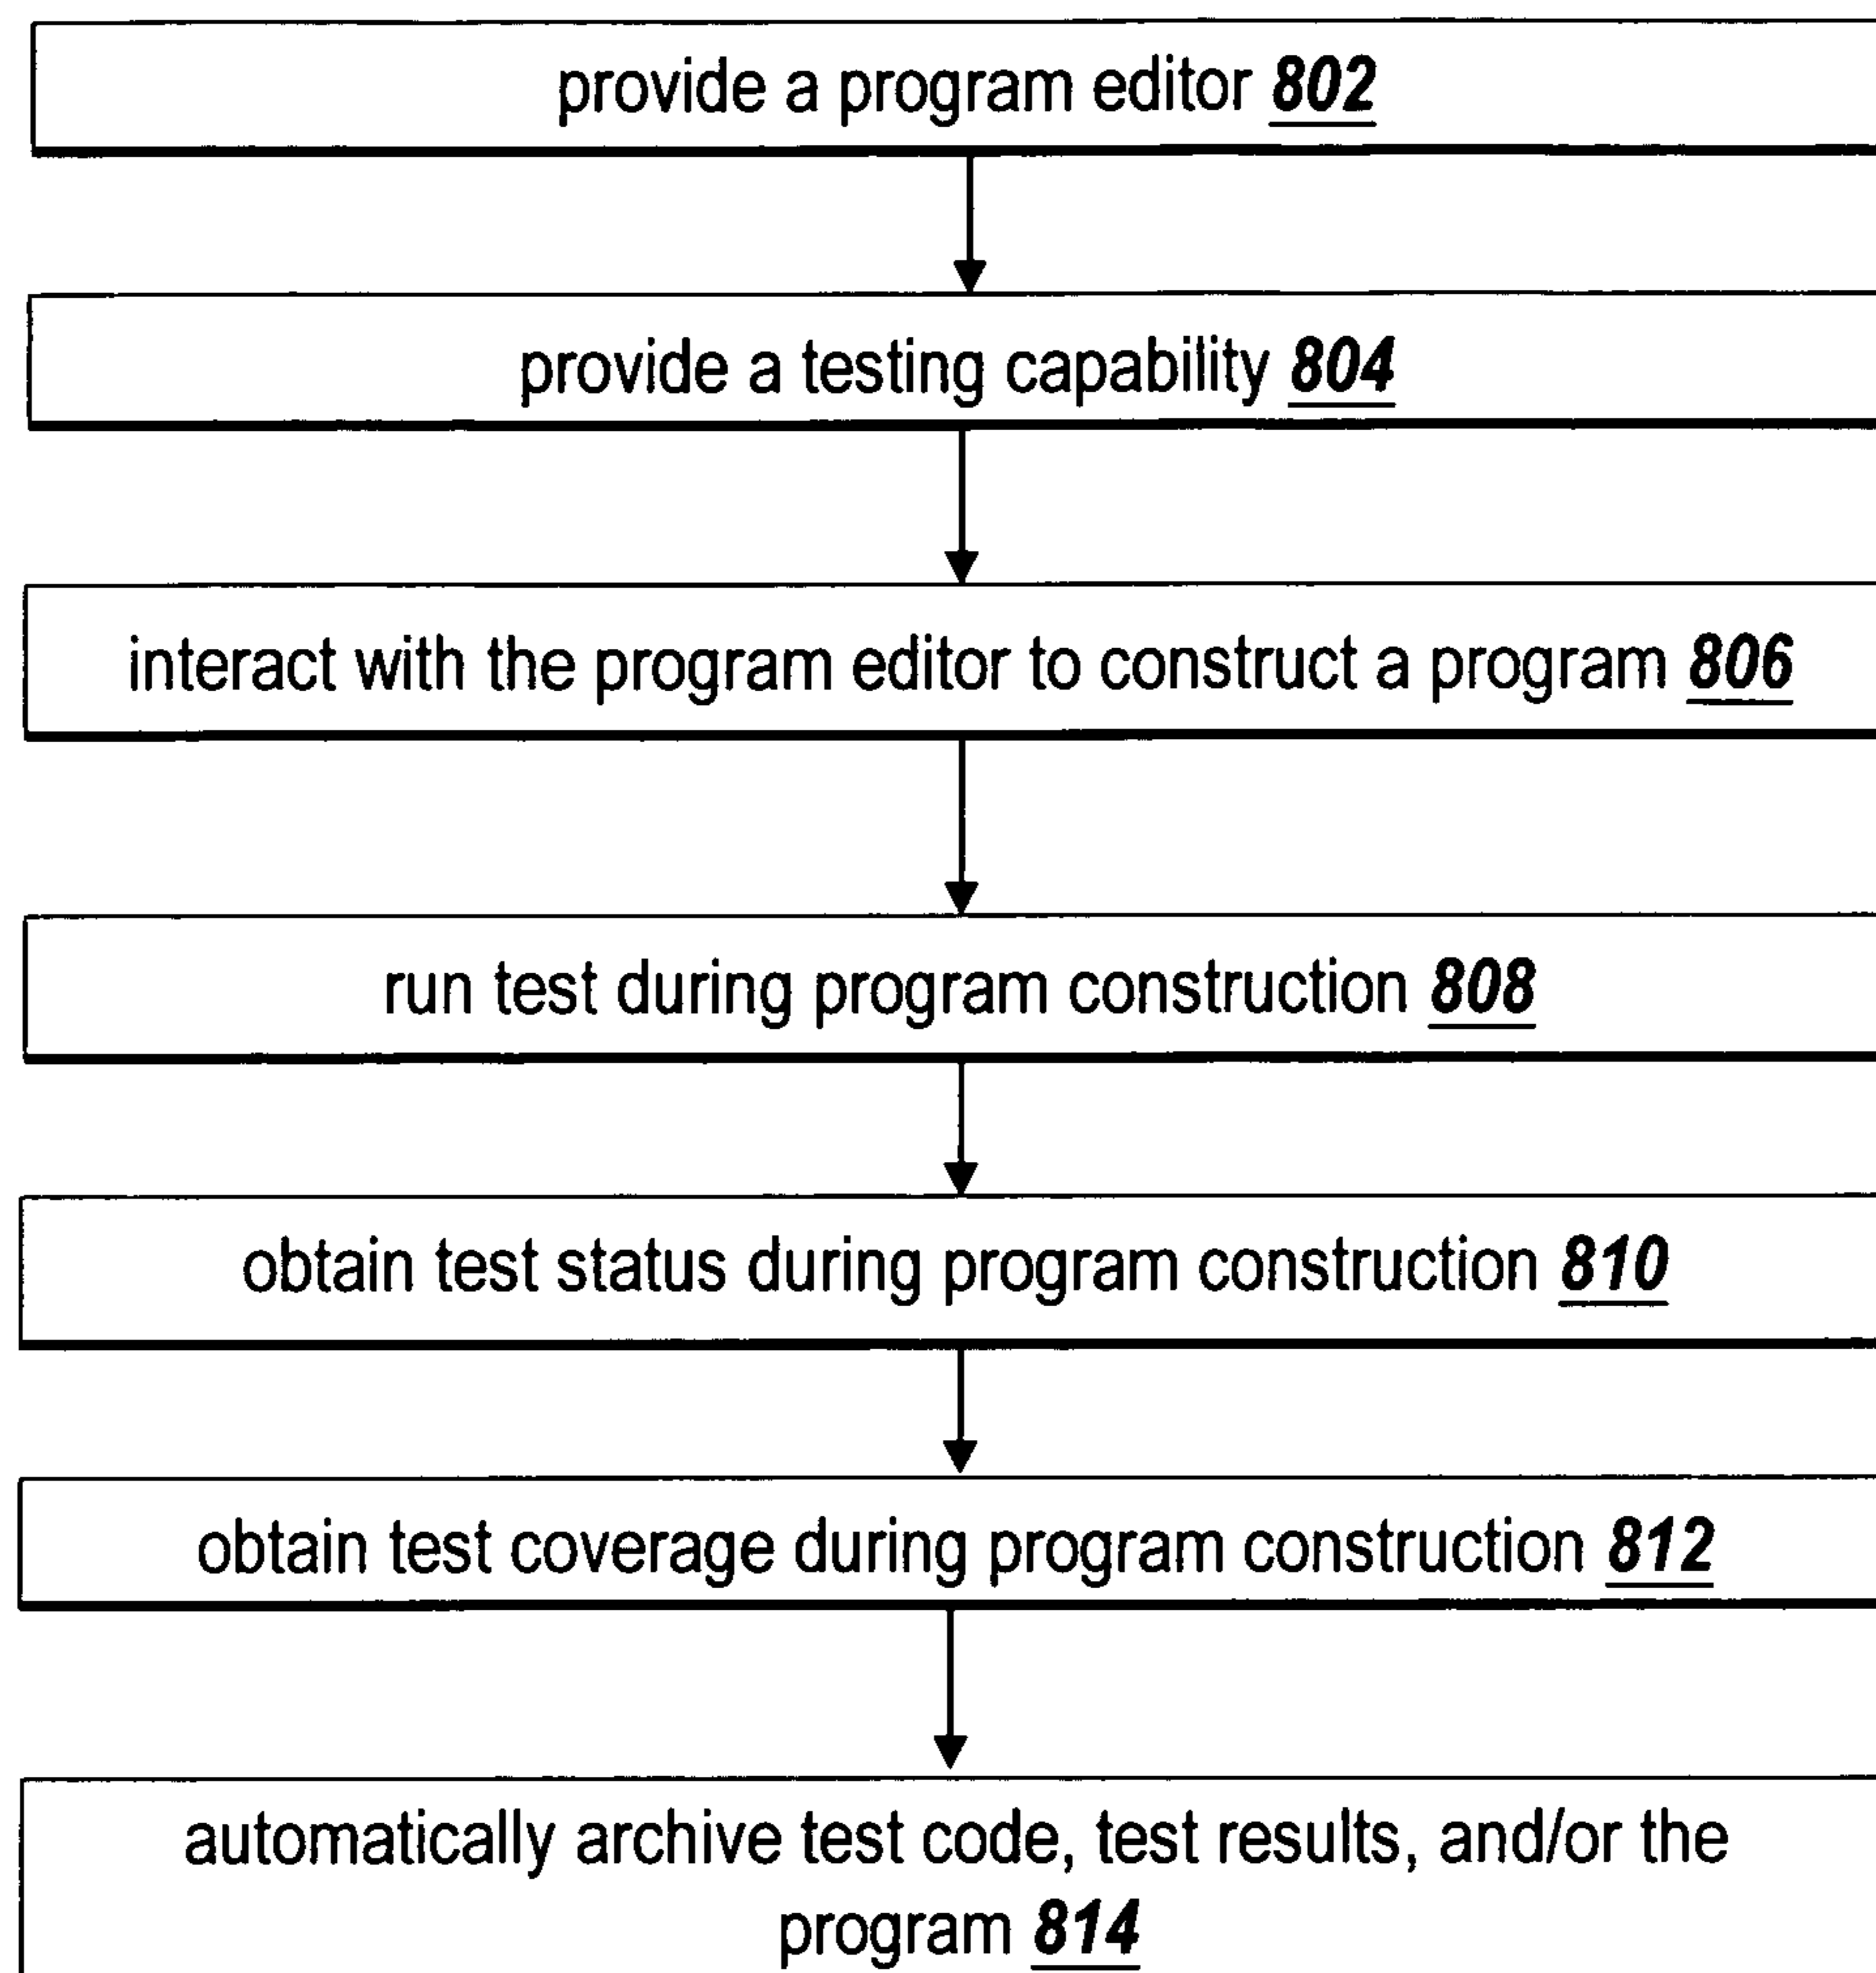 provide a program editor 802
provide a testing capability 804
interact with the program editor to construct a program 806
run test during program construction 808
obtain test status during program construction 810
obtain test coverage during program construction 812
automatically archive test code, test results, and/or the
program 814